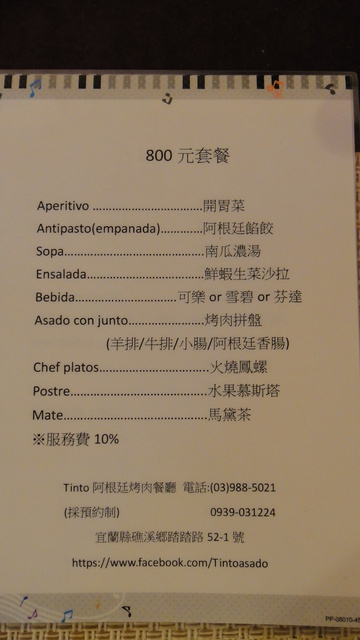 800 元套餐
Aperitivo ........................開胃菜
Antipasto(empanada)............阿根廷餡餃
Sopa................................南瓜濃湯
Ensalada..........................鮮蝦生菜沙拉
Bebida........................可樂 or 雪碧 or 芬達
Asado con junto..................烤肉拼盤
(羊排/牛排/小腸/阿根廷香腸)
Chef platos........................火燒鳳螺
Postre..............................水果慕斯塔
Mate................................馬黛茶
※服務費 10%
Tinto 阿根廷烤肉餐廳 電話:(03)988-5021
(採預約制) 0939-031224
宜蘭縣礁溪鄉踏踏路 52-1 號
https://www.facebook.com/Tintoasado